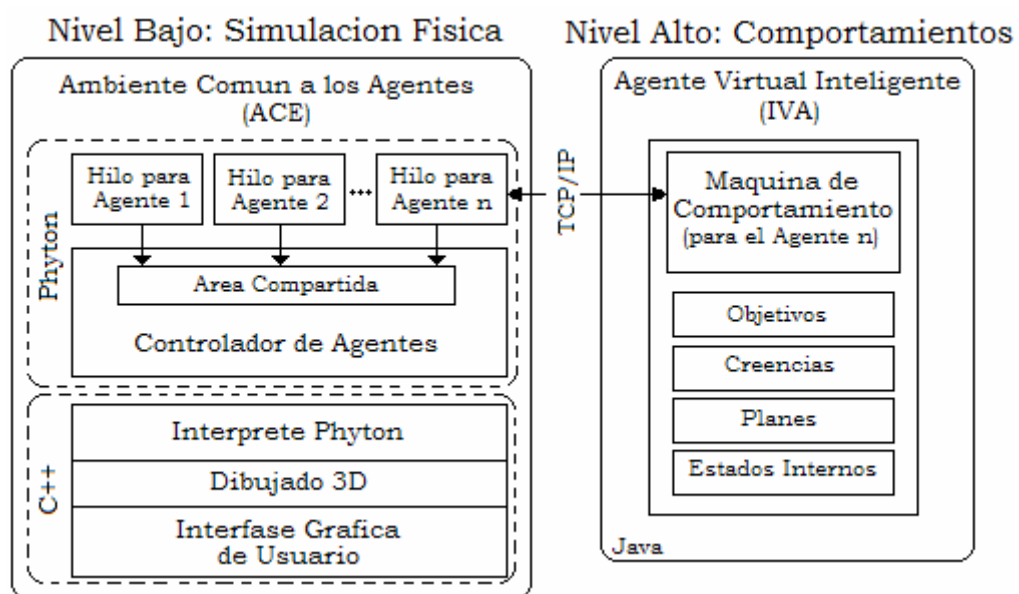 Nivel Bajo: Simulacion Fisica
Ambiente Comun a los Agentes
(ACE)
Phyton
Hilo para
Agente 1
Hilo para
Agente 2
...
Hilo para
Agente n
Area Compartida
Controlador de Agentes
C++
Interprete Phyton
Dibujado 3D
Interfase Grafica
de Usuario
TCP/IP
Nivel Alto: Comportamientos
Agente Virtual Inteligente
(IVA)
Maquina de
Comportamiento
(para el Agente n)
Objetivos
Creencias
Planes
Estados Internos
Java